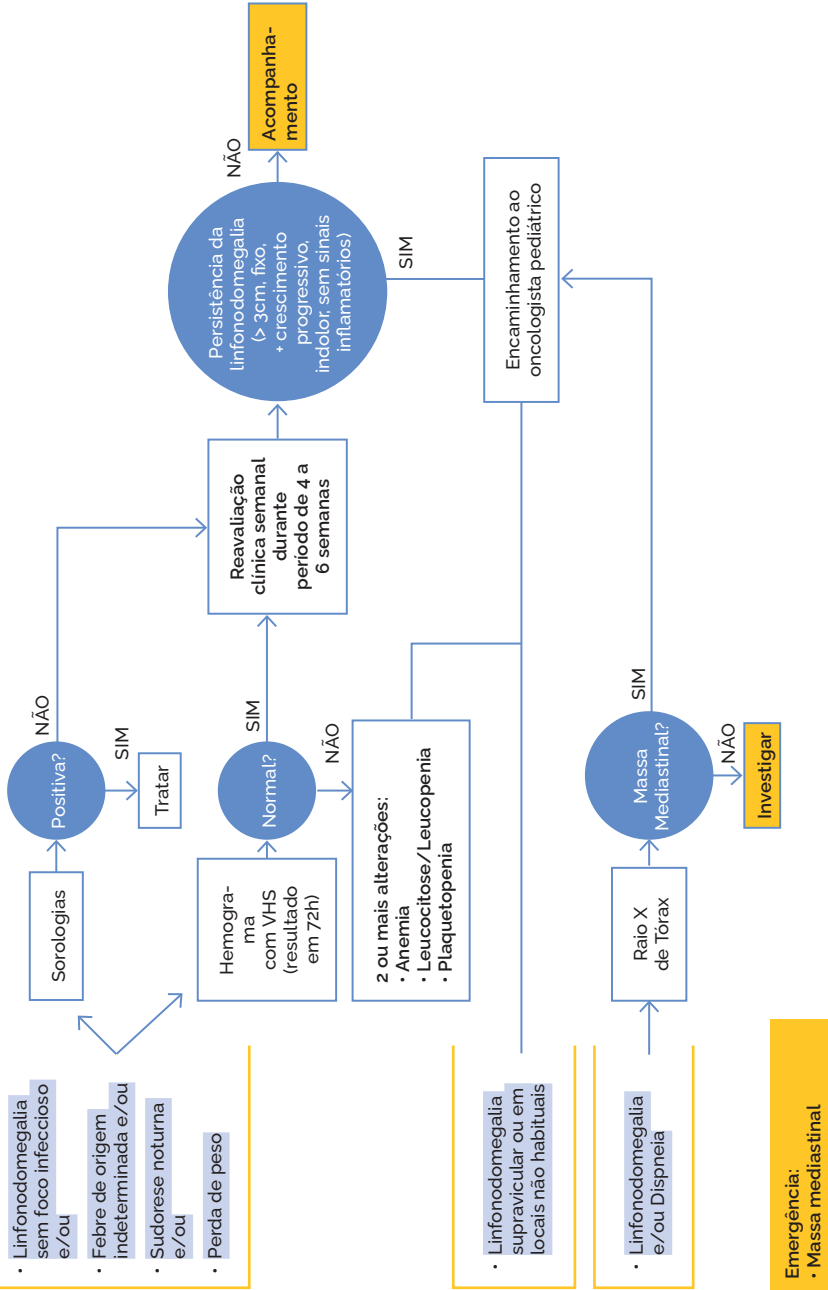 • Linfonodomegalia
sem foco infeccioso
e/ou
• Febre de origem
indeterminada e/ou
• Sudorese noturna
e/ou
• Perda de peso
Sorologias
Positiva?
NÃO
SIM
Tratar
Hemogra-
ma
com VHS
(resultado
em 72h)
Normal?
SIM
NÃO
2 ou mais alterações:
• Anemia
• Leucocitose/Leucopenia
• Plaquetopenia
Reavaliação
clínica semanal
durante
período de 4 a
6 semanas
Persistência da
linfonodomegalia
(> 3cm, fixo,
+ crescimento
progressivo,
indolor, sem sinais
inflamatórios)
NÃO
Acompanha-
mento
SIM
Encaminhamento ao
oncologista pediátrico
• Linfonodomegalia
supravicular ou em
locais não habituais
• Linfonodomegalia
e/ou Dispneia
Raio X
de Tórax
Massa
Mediastinal?
SIM
NÃO
Investigar
Emergência:
• Massa mediastinal